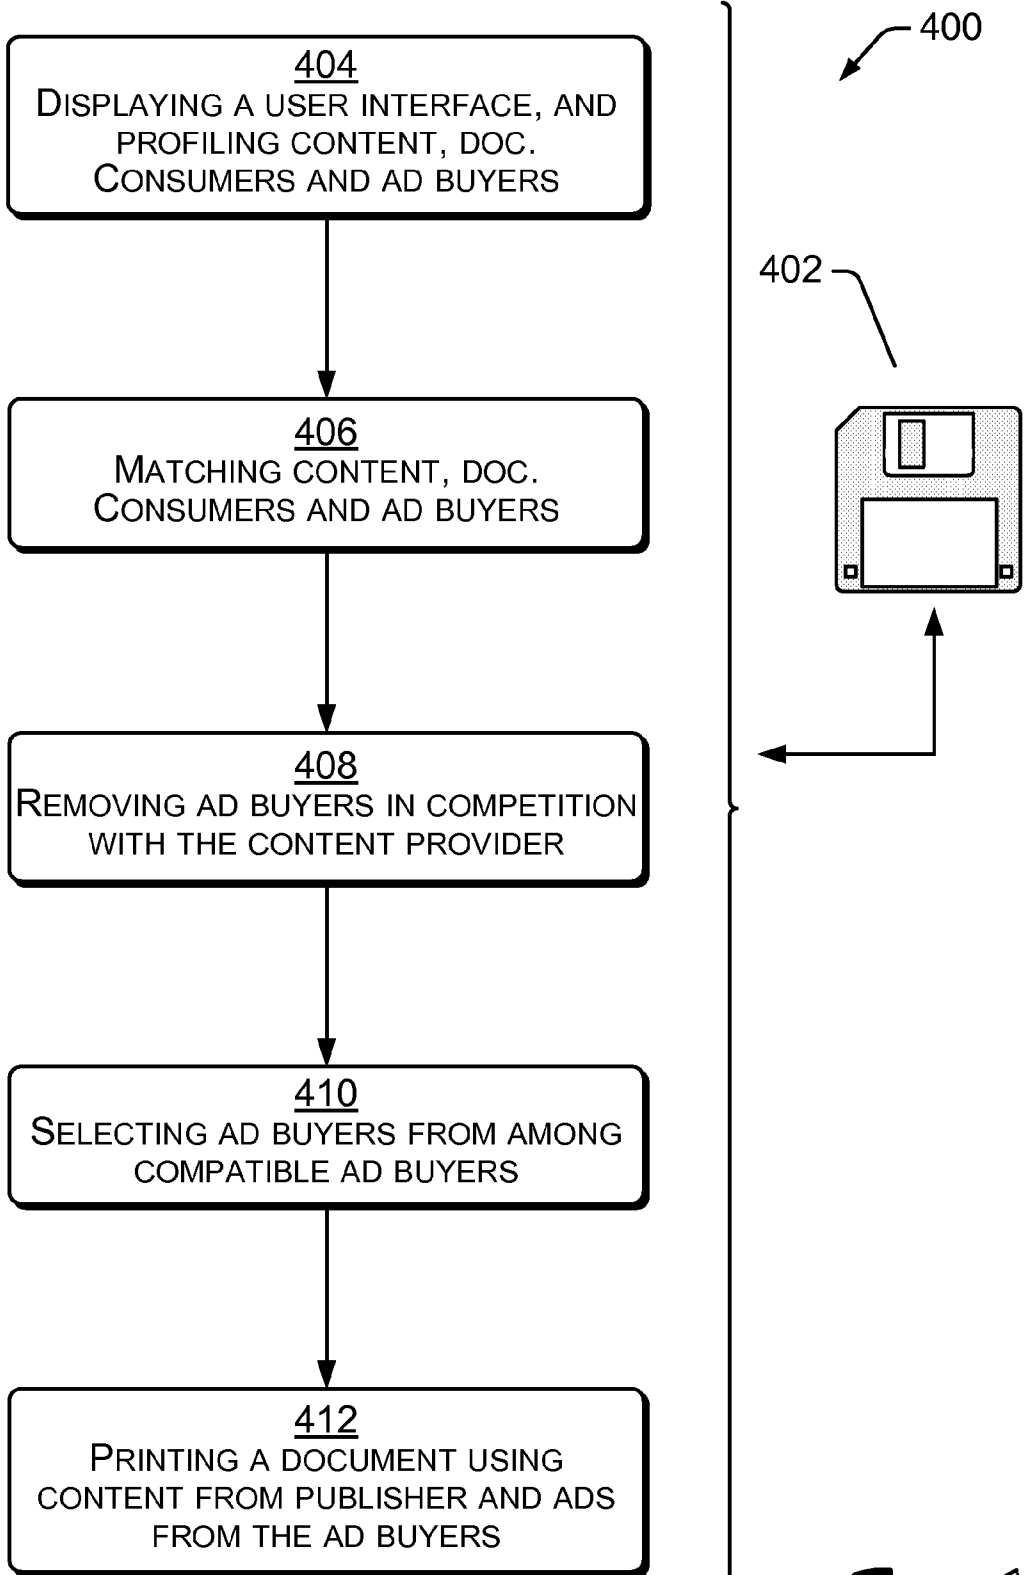 400
404
DISPLAYING A USER INTERFACE, AND
PROFILING CONTENT, DOC.
CONSUMERS AND AD BUYERS
402
406
MATCHING CONTENT, DOC.
CONSUMERS AND AD BUYERS
408
REMOVING AD BUYERS IN COMPETITION
WITH THE CONTENT PROVIDER
410
SELECTING AD BUYERS FROM AMONG
COMPATIBLE AD BUYERS
412
PRINTING A DOCUMENT USING
CONTENT FROM PUBLISHER AND ADS
FROM THE AD BUYERS